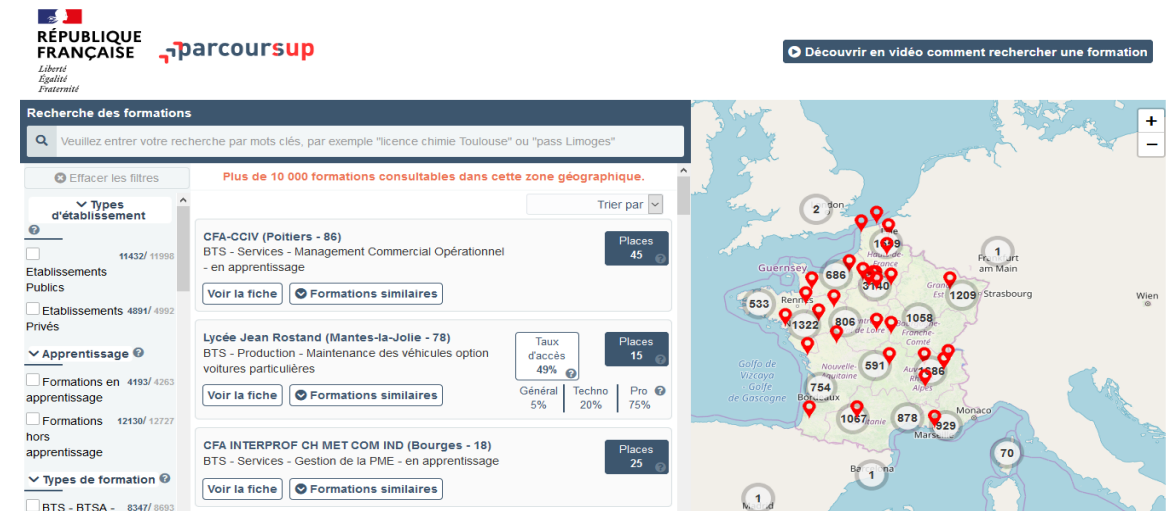 RÉPUBLIQUE
FRANÇAISE
Liberté
Égalité
Fraternité
parcoursup
Découvrir en vidéo comment rechercher une formation
Recherche des formations
Veuillez entrer votre recherche par mots clés, par exemple "licence chimie Toulouse" ou "pass Limoges"
Effacer les filtres
Types
d'établissement
11432/ 11998
Etablissements
Publics
Etablissements 4891/ 4992
Privés
Apprentissage
Formations en 4193/ 4263
apprentissage
Formations 12130/ 12727
hors
apprentissage
Types de formation
BTS - BTSA - 8347/ 8693
Plus de 10 000 formations consultables dans cette zone géographique.
Trier par
CFA-CCIV (Poitiers - 86)
BTS - Services - Management Commercial Opérationnel
- en apprentissage
Places
45
Voir la fiche
Formations similaires
Lycée Jean Rostand (Mantes-la-Jolie - 78)
BTS - Production - Maintenance des véhicules option
voitures particulières
Taux
d'accès
49%
Places
15
Voir la fiche
Formations similaires
Général Techno Pro
5% 20% 75%
CFA INTERPROF CH MET COM IND (Bourges - 18)
BTS - Services - Gestion de la PME - en apprentissage
Places
25
Voir la fiche
Formations similaires
+
−
2
1
am Main
Guernsey
686
3140
1209
Strasbourg
Wien
533
1322
806
1058
Franche-
Comté
Golfo de
Vizcaya
Golfe
de Gascogne
Nouvelle-
591
1686
754
Bordeaux
1067
878
929
Monaco
70
1
1